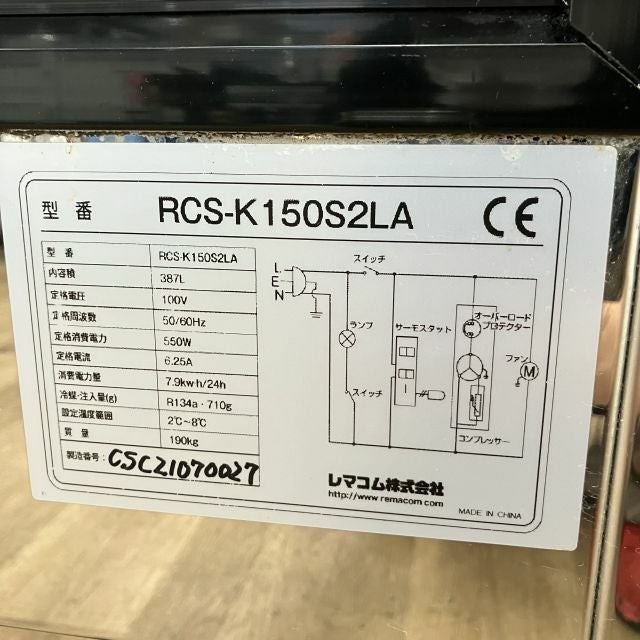 型番 RCS-K150S2LA CE
型番 RCS-K150S2LA
内容積 387L
定格電圧 100V
定格周波数 50/60Hz
定格消費電力 550W
定格電流 6.25A
消費電力量 7.9kwh/24h
冷媒・注入量(g) R134a・710g
設定温度範囲 2℃～8℃
質量 190kg
製造番号: CSC21070027
スイッチ
L
E
N
ランプ
サーモスタット
オーバーロード
プロテクター
ファン
M
スイッチ
コンプレッサー
レマコム株式会社
http://www.remacom.com
MADE IN CHINA